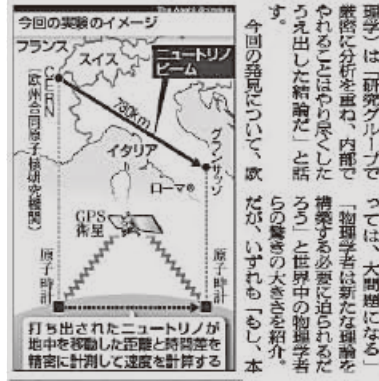 The Asahi Shimbun
今回の実験のイメージ
フランス
スイス
ニュートリノ
ビーム
CERN
(欧州合同原子核研究機関)
730km
イタリア
グランサッソ
ローマ
GPS
衛星
原子時計
原子時計
打ち出されたニュートリノが
地中を移動した距離と時間差を
精密に計測して速度を計算する
理学)は「研究グループで
厳密に分析を重ね、内部で
やれることはやり尽くした
うえ出した結論だ」と話
す。
今回の発見について、欧
っては、大問題になる」
「物理学者は新たな理論を
構築する必要に迫られるだ
ろう」と世界中の物理学者
らの驚きの大きさを紹介。
だが、いずれも「もし、本